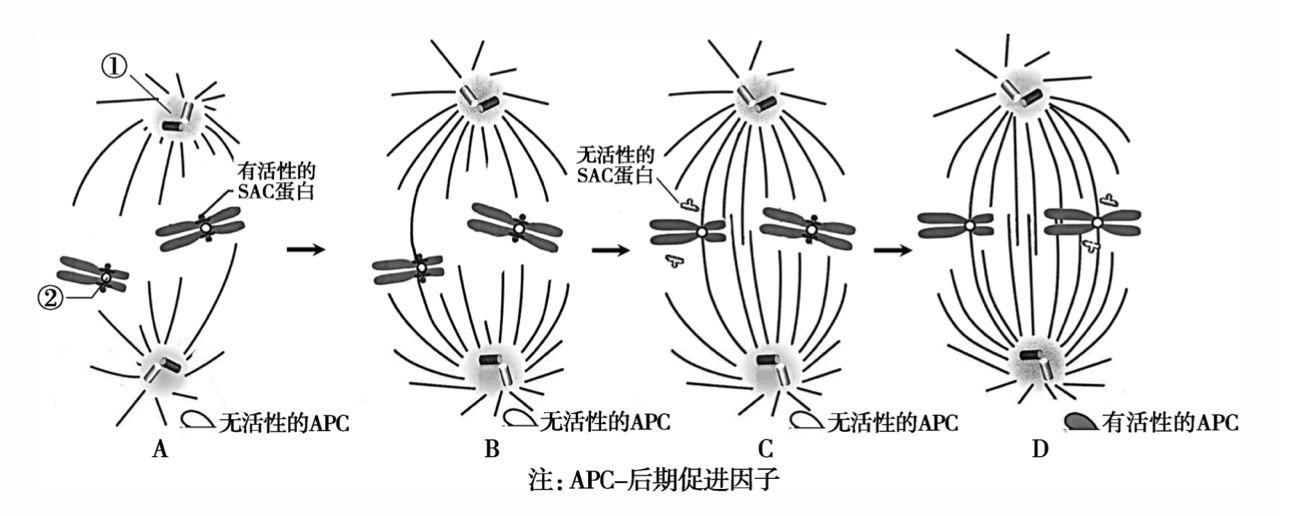 ①
有活性的
SAC蛋白
②
无活性的APC
A
无活性的APC
B
无活性的
SAC蛋白
无活性的APC
C
有活性的APC
D
注：APC–后期促进因子